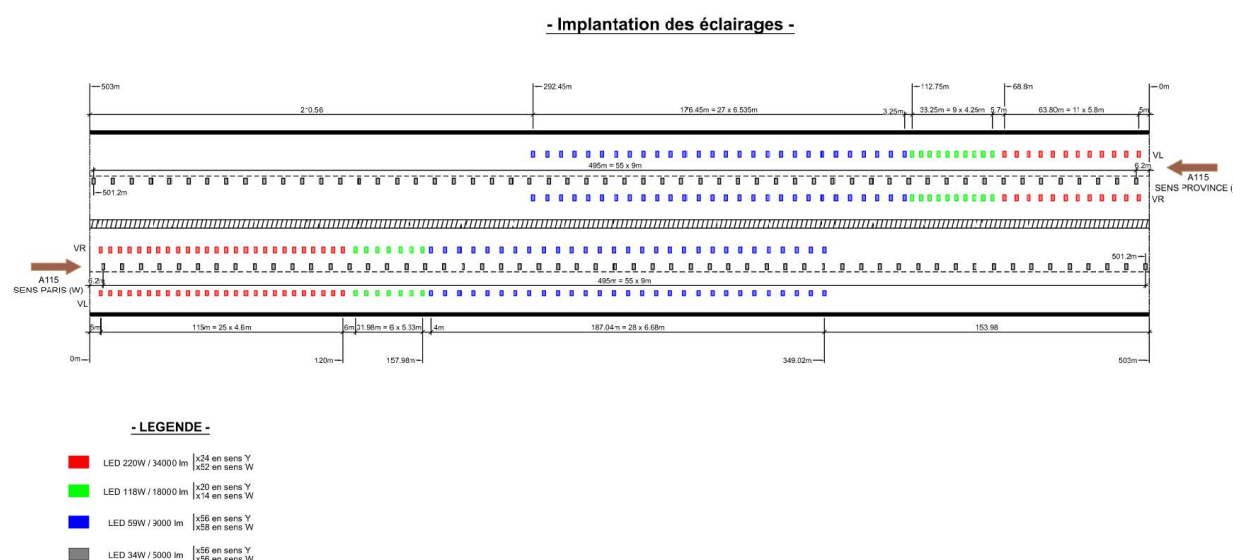 - Implantation des éclairages -
503m
292.45m
112.75m
68.8m
0m
210.56
176.45m = 27 x 6.535m
3.25m
38.25m = 9 x 4.25m
5.7m
63.80m = 11 x 5.8m
5m
VL
495m = 55 x 9m
6.2m
A115
SENS PROVINCE (
501.2m
VR
VR
A115
SENS PARIS (W)
6.2m
501.2m
495m = 55 x 9m
VL
5m
115m = 25 x 4.6m
6m
31.98m = 6 x 5.33m
4m
187.04m = 28 x 6.68m
153.98
0m
120m
157.98m
349.02m
503m
- LEGENDE -
LED 220W / 34000 lm
x24 en sens Y
x52 en sens W
LED 118W / 18000 lm
x20 en sens Y
x14 en sens W
LED 59W / 9000 lm
x56 en sens Y
x58 en sens W
LED 34W / 5000 lm
x56 en sens Y
x56 en sens W